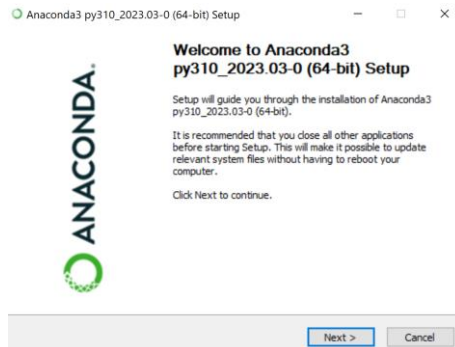 Anaconda3 py310_2023.03-0 (64-bit) Setup
ANACONDA.
Welcome to Anaconda3
py310_2023.03-0 (64-bit) Setup
Setup will guide you through the installation of Anaconda3
py310_2023.03-0 (64-bit).
It is recommended that you close all other applications
before starting Setup. This will make it possible to update
relevant system files without having to reboot your
computer.
Click Next to continue.
Next >
Cancel